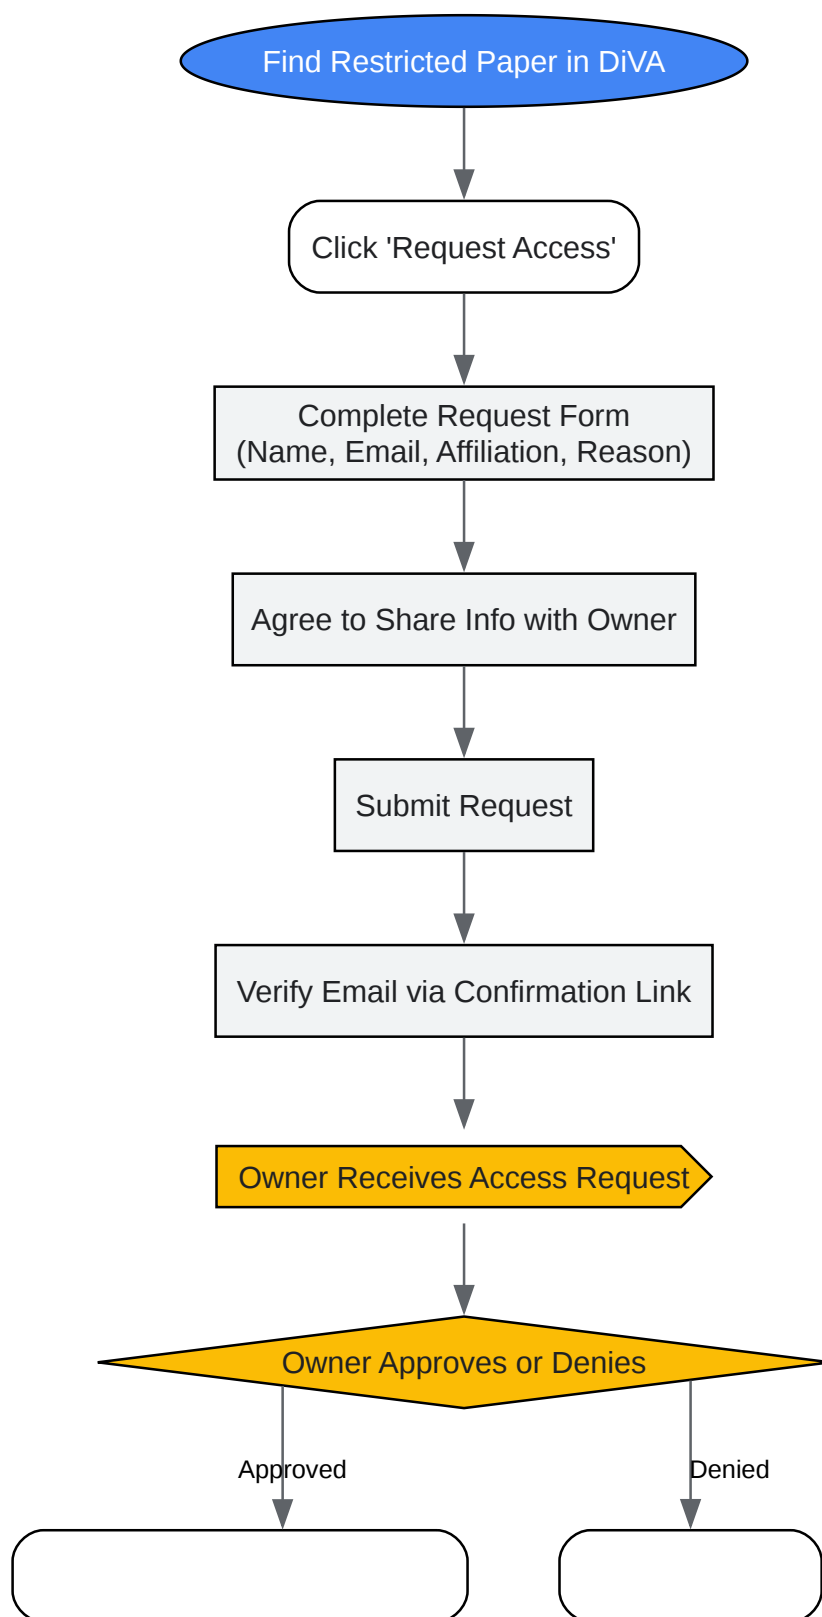 Find Restricted Paper in DiVA
Click 'Request Access'
Complete Request Form
(Name, Email, Affiliation, Reason)
Agree to Share Info with Owner
Submit Request
Verify Email via Confirmation Link
Owner Receives Access Request
Owner Approves or Denies
Approved
Denied